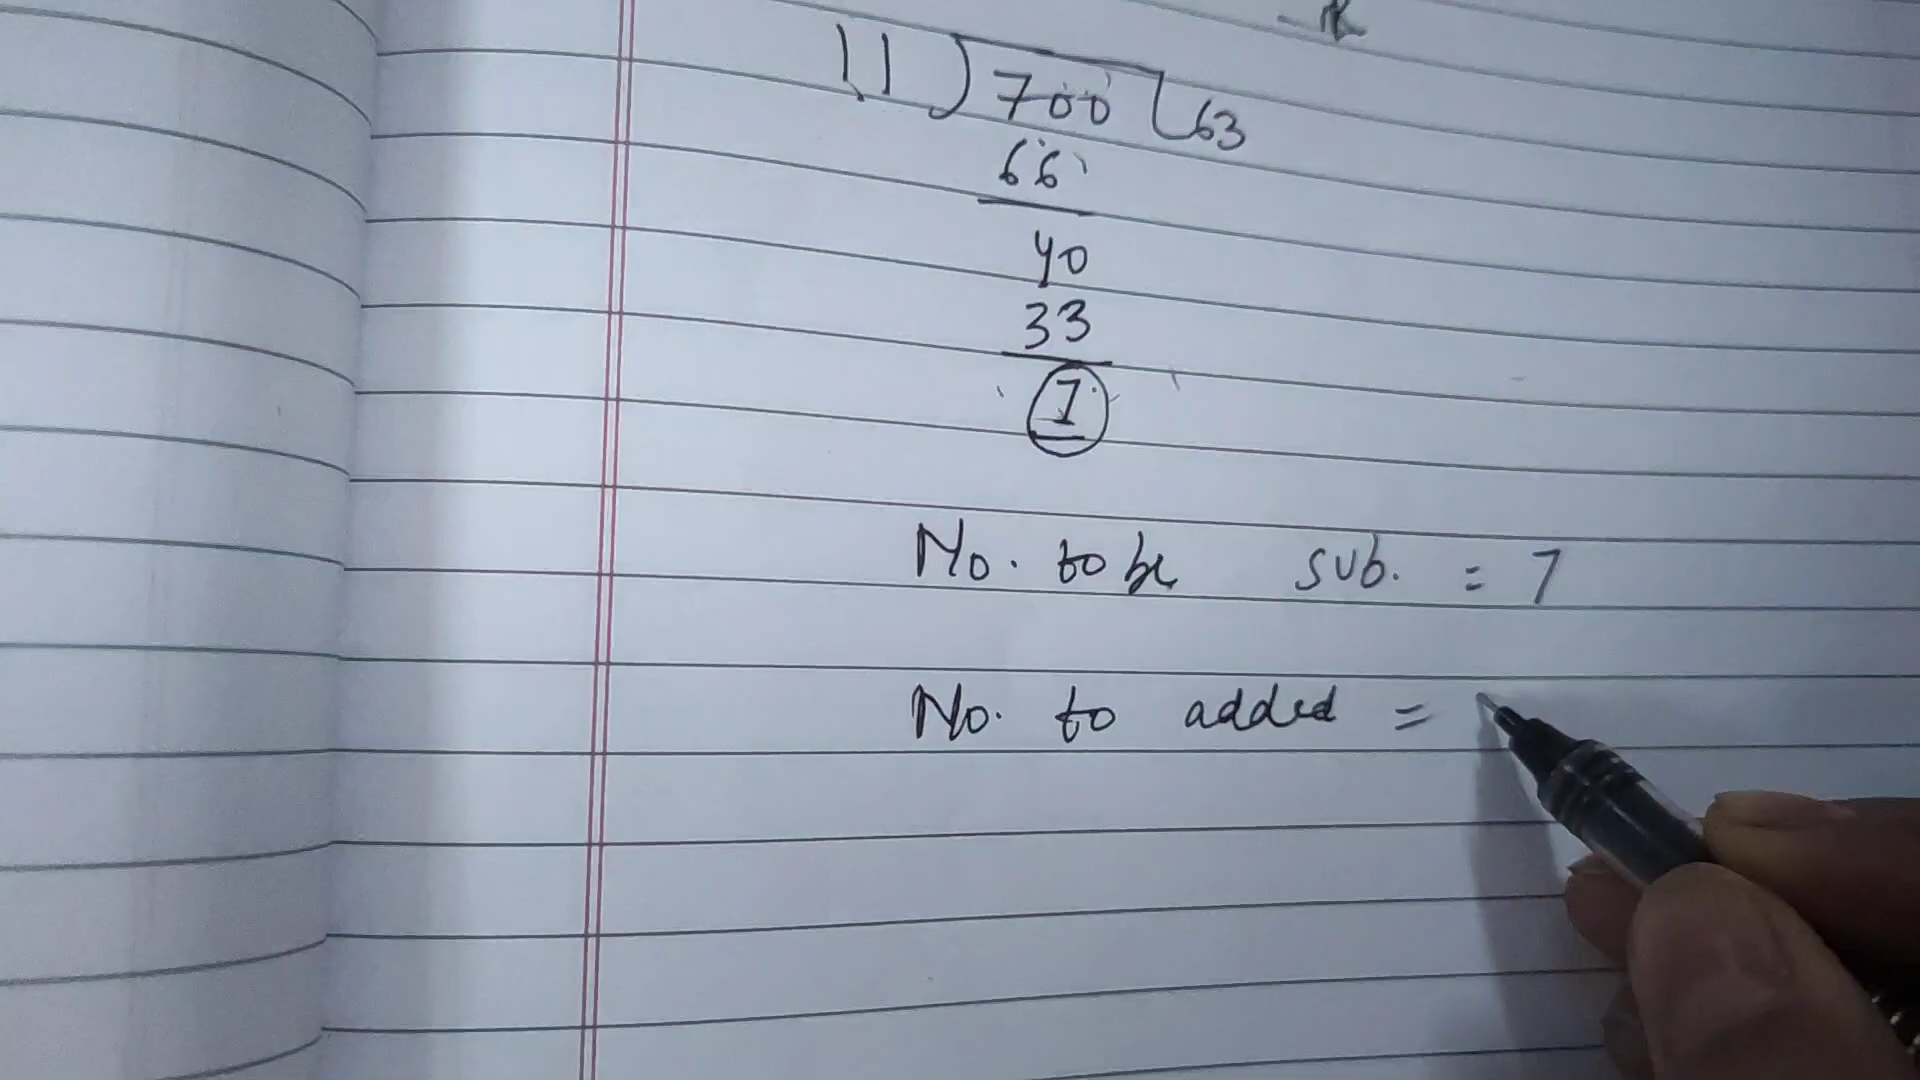 11 ) 700 ( 63
66
40
33
7
No. to be sub. = 7
No. to added =